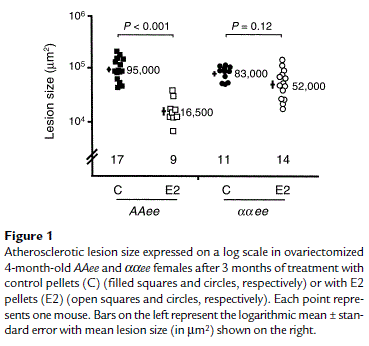 10⁶
P < 0.001
P = 0.12
Lesion size (µm²)
10⁵
95,000
83,000
52,000
16,500
10⁴
17
9
11
14
C
E2
C
E2
AAee
ααee
Figure 1
Atherosclerotic lesion size expressed on a log scale in ovariectomized
4-month-old AAee and ααee females after 3 months of treatment with
control pellets (C) (filled squares and circles, respectively) or with E2
pellets (E2) (open squares and circles, respectively). Each point repre-
sents one mouse. Bars on the left represent the logarithmic mean ± stan-
dard error with mean lesion size (in µm²) shown on the right.